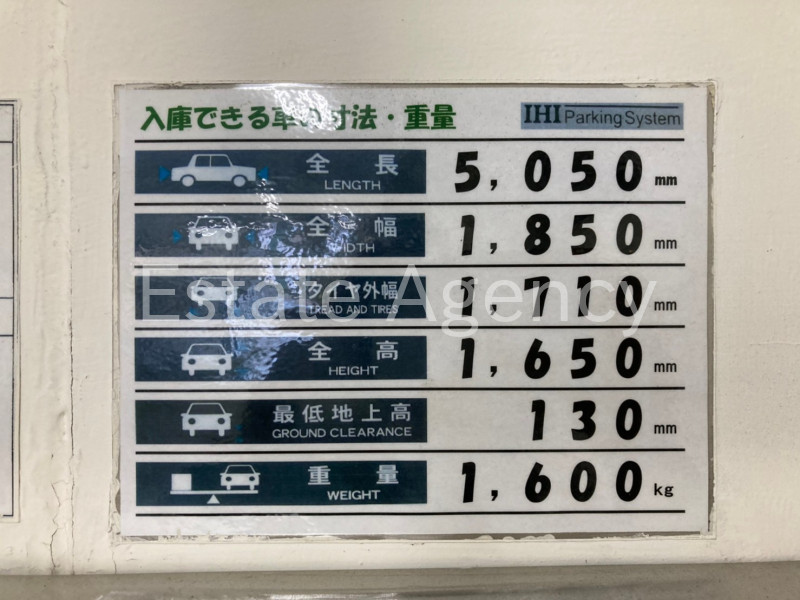 入庫できる車の寸法・重量
IHI Parking System
全長 LENGTH 5,050 mm
全幅 WIDTH 1,850 mm
タイヤ外幅 TREAD AND TIRES 1,710 mm
全高 HEIGHT 1,650 mm
最低地上高 GROUND CLEARANCE 130 mm
重量 WEIGHT 1,600 kg
Estate Agency